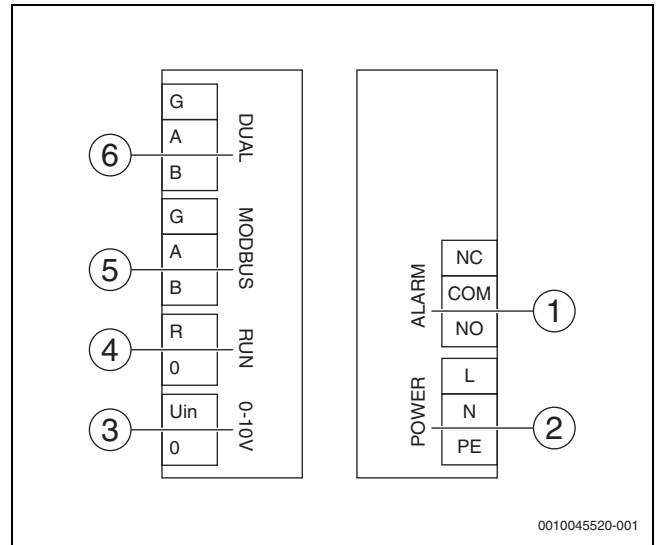 G
A
B
DUAL
6
G
A
B
MODBUS
5
R
0
RUN
4
Uin
0
0-10V
3
NC
COM
NO
ALARM
1
L
N
PE
POWER
2
0010045520-001